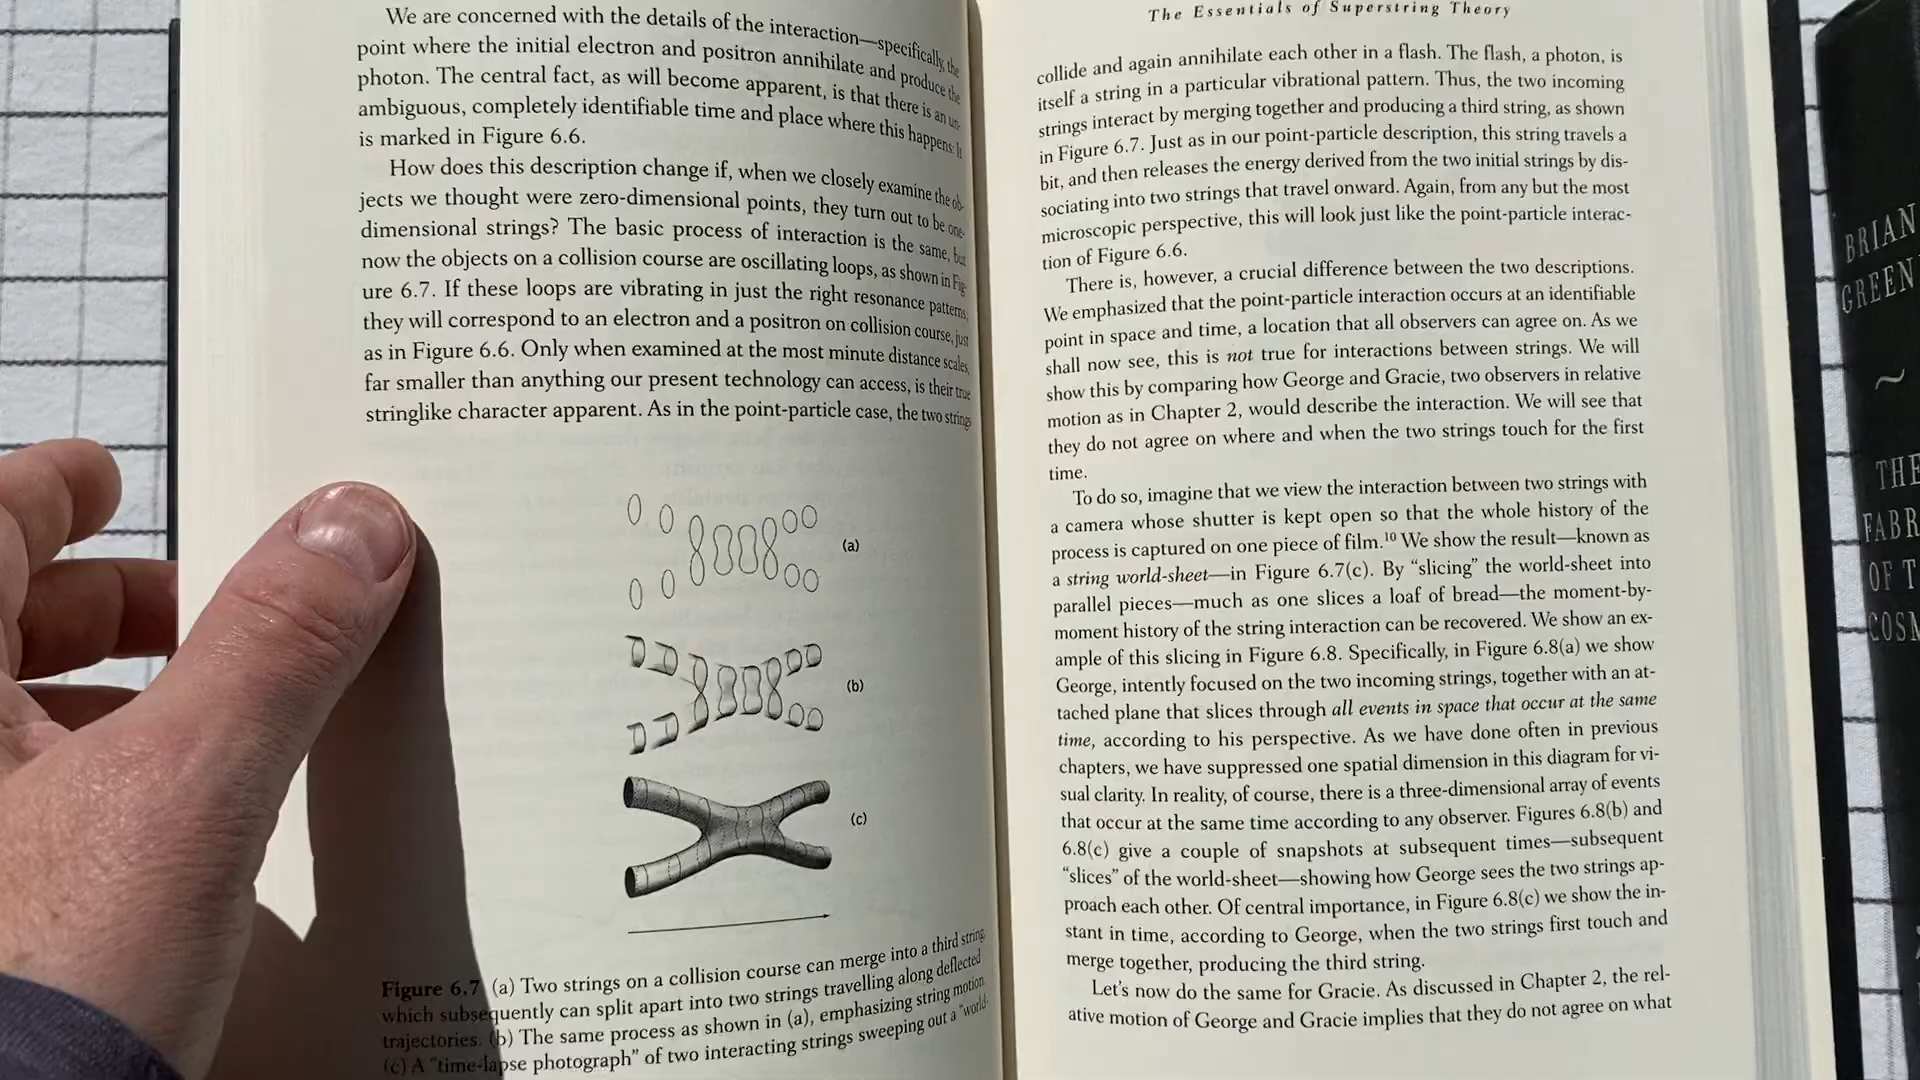 We are concerned with the details of the interaction—specifically, the
point where the initial electron and positron annihilate and produce the
photon. The central fact, as will become apparent, is that there is an un-
ambiguous, completely identifiable time and place where this happens: It
is marked in Figure 6.6.
How does this description change if, when we closely examine the ob-
jects we thought were zero-dimensional points, they turn out to be one-
dimensional strings? The basic process of interaction is the same, but
now the objects on a collision course are oscillating loops, as shown in Fig-
ure 6.7. If these loops are vibrating in just the right resonance patterns,
they will correspond to an electron and a positron on collision course, just
as in Figure 6.6. Only when examined at the most minute distance scales,
far smaller than anything our present technology can access, is their true
stringlike character apparent. As in the point-particle case, the two strings
(a)
(b)
(c)
Figure 6.7 (a) Two strings on a collision course can merge into a third string,
which subsequently can split apart into two strings travelling along deflected
trajectories. (b) The same process as shown in (a), emphasizing string motion.
(c) A "time-lapse photograph" of two interacting strings sweeping out a "world-
The Essentials of Superstring Theory
collide and again annihilate each other in a flash. The flash, a photon, is
itself a string in a particular vibrational pattern. Thus, the two incoming
strings interact by merging together and producing a third string, as shown
in Figure 6.7. Just as in our point-particle description, this string travels a
bit, and then releases the energy derived from the two initial strings by dis-
sociating into two strings that travel onward. Again, from any but the most
microscopic perspective, this will look just like the point-particle interac-
tion of Figure 6.6.
There is, however, a crucial difference between the two descriptions.
We emphasized that the point-particle interaction occurs at an identifiable
point in space and time, a location that all observers can agree on. As we
shall now see, this is not true for interactions between strings. We will
show this by comparing how George and Gracie, two observers in relative
motion as in Chapter 2, would describe the interaction. We will see that
they do not agree on where and when the two strings touch for the first
time.
To do so, imagine that we view the interaction between two strings with
a camera whose shutter is kept open so that the whole history of the
process is captured on one piece of film.¹⁰ We show the result—known as
a string world-sheet—in Figure 6.7(c). By "slicing" the world-sheet into
parallel pieces—much as one slices a loaf of bread—the moment-by-
moment history of the string interaction can be recovered. We show an ex-
ample of this slicing in Figure 6.8. Specifically, in Figure 6.8(a) we show
George, intently focused on the two incoming strings, together with an at-
tached plane that slices through all events in space that occur at the same
time, according to his perspective. As we have done often in previous
chapters, we have suppressed one spatial dimension in this diagram for vi-
sual clarity. In reality, of course, there is a three-dimensional array of events
that occur at the same time according to any observer. Figures 6.8(b) and
6.8(c) give a couple of snapshots at subsequent times—subsequent
"slices" of the world-sheet—showing how George sees the two strings ap-
proach each other. Of central importance, in Figure 6.8(c) we show the in-
stant in time, according to George, when the two strings first touch and
merge together, producing the third string.
Let's now do the same for Gracie. As discussed in Chapter 2, the rel-
ative motion of George and Gracie implies that they do not agree on what
BRIAN
GREEN
~
THE
FABR
OF T
COSM